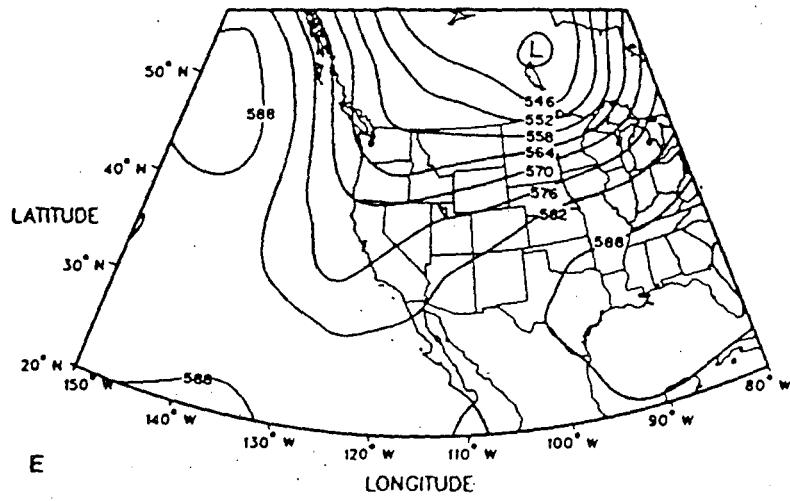 L
50° N
588
546
552
558
564
40° N
570
576
LATITUDE
582
588
30° N
20° N
150° W
588
140° W
130° W
120° W
110° W
100° W
90° W
80° W
E
LONGITUDE